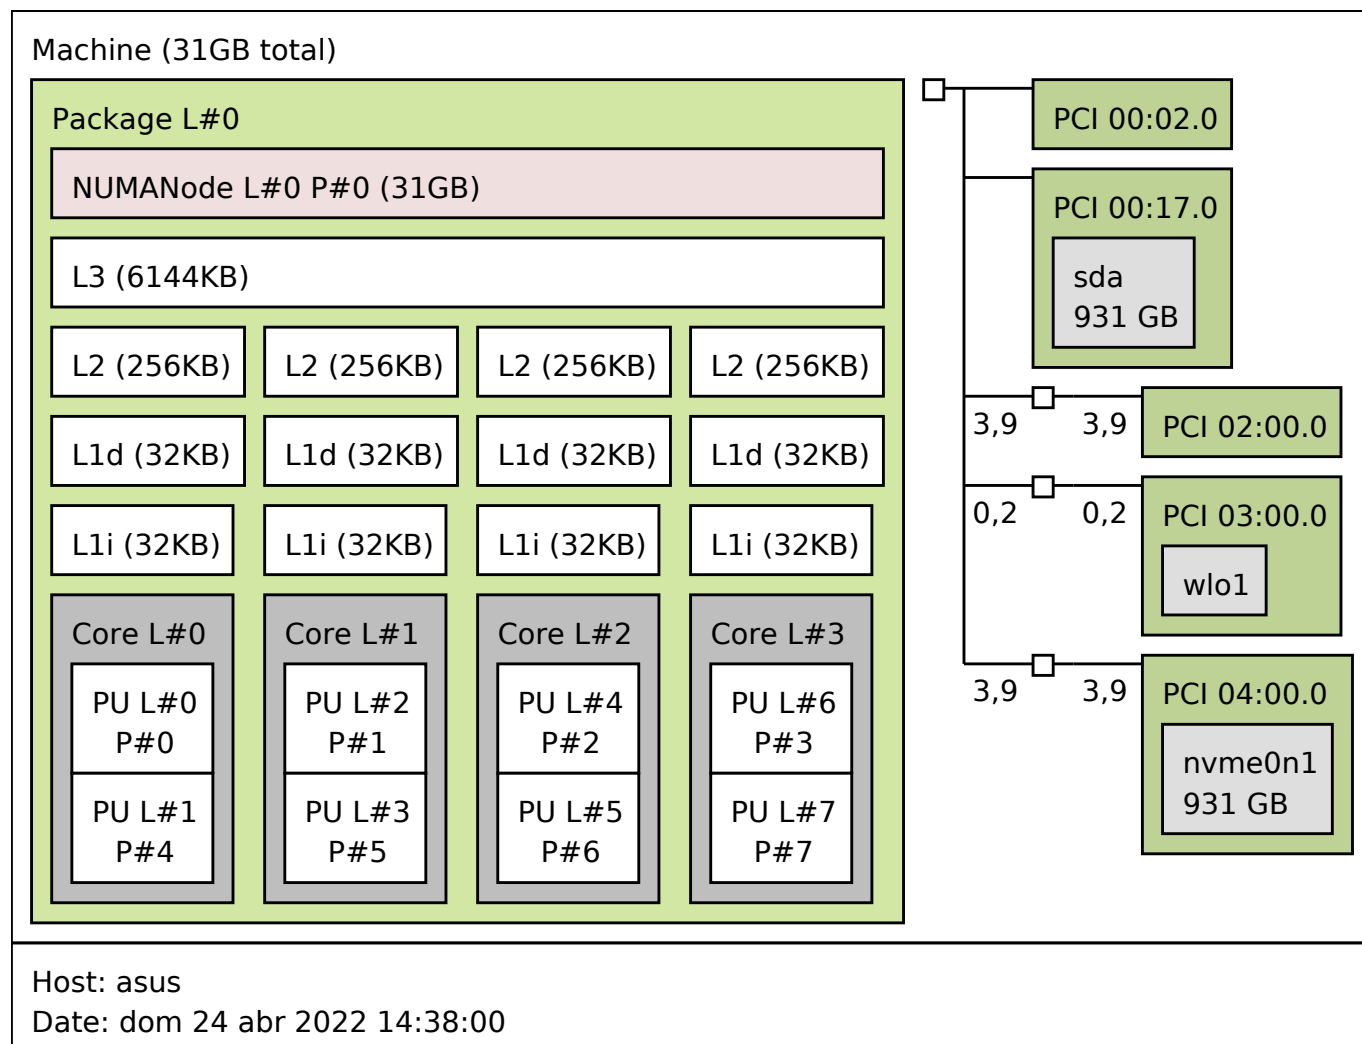 Machine (31GB total)
Package L#0
NUMANode L#0 P#0 (31GB)
L3 (6144KB)
L2 (256KB) L2 (256KB) L2 (256KB) L2 (256KB)
L1d (32KB) L1d (32KB) L1d (32KB) L1d (32KB)
L1i (32KB) L1i (32KB) L1i (32KB) L1i (32KB)
Core L#0 Core L#1 Core L#2 Core L#3
PU L#0 PU L#2 PU L#4 PU L#6
P#0 P#1 P#2 P#3
PU L#1 PU L#3 PU L#5 PU L#7
P#4 P#5 P#6 P#7
PCI 00:02.0
PCI 00:17.0
sda
931 GB
3,9 3,9 PCI 02:00.0
0,2 0,2 PCI 03:00.0
wlo1
3,9 3,9 PCI 04:00.0
nvme0n1
931 GB
Host: asus
Date: dom 24 abr 2022 14:38:00